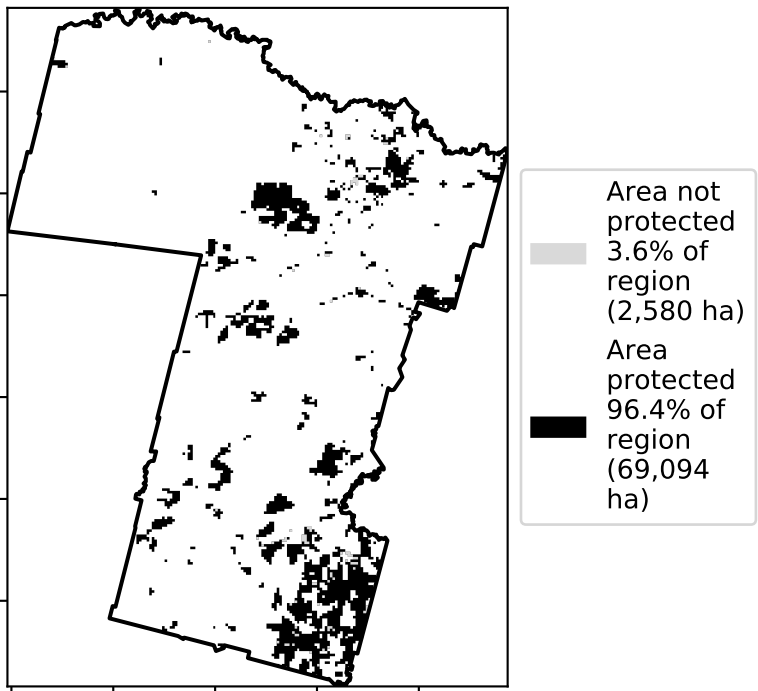 Area not
protected
3.6% of
region
(2,580 ha)
Area
protected
96.4% of
region
(69,094
ha)